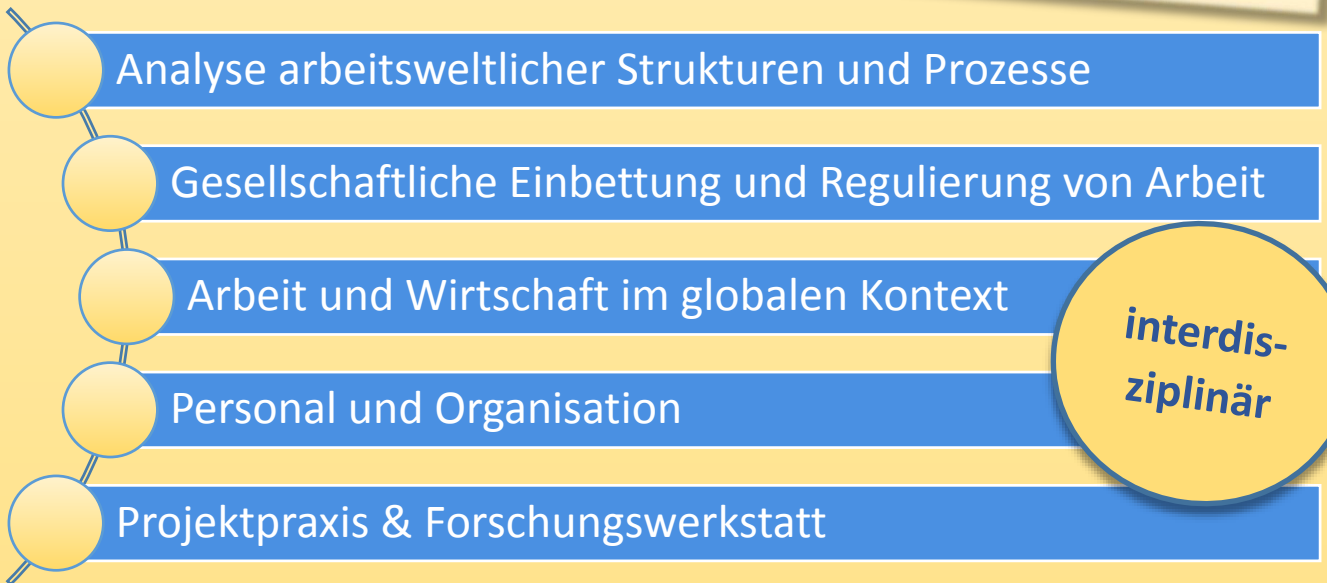 Analyse arbeitsweltlicher Strukturen und Prozesse
Gesellschaftliche Einbettung und Regulierung von Arbeit
Arbeit und Wirtschaft im globalen Kontext
interdis-
ziplinär
Personal und Organisation
Projektpraxis & Forschungswerkstatt